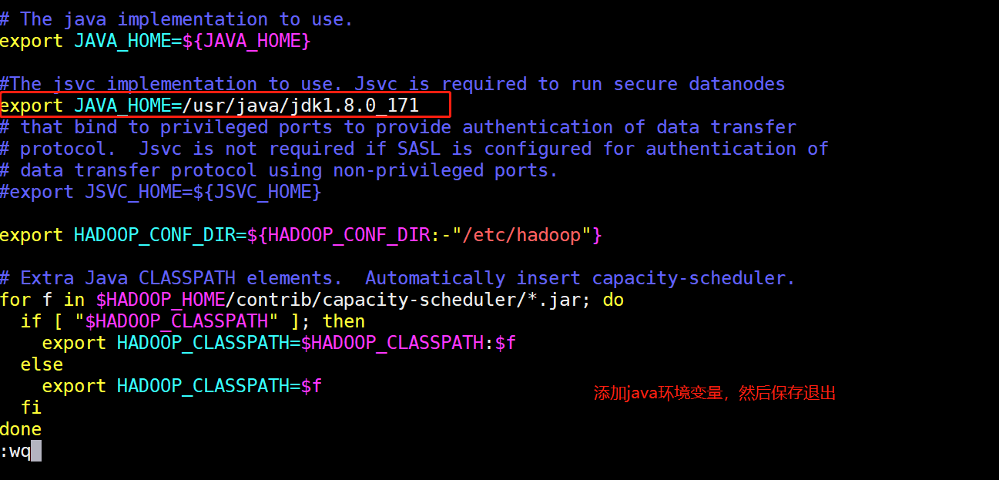 # The java implementation to use.
export JAVA_HOME=${JAVA_HOME}
#The jsvc implementation to use. Jsvc is required to run secure datanodes
export JAVA_HOME=/usr/java/jdk1.8.0_171
# that bind to privileged ports to provide authentication of data transfer
# protocol.  Jsvc is not required if SASL is configured for authentication of
# data transfer protocol using non-privileged ports.
#export JSVC_HOME=${JSVC_HOME}
export HADOOP_CONF_DIR=${HADOOP_CONF_DIR:-"/etc/hadoop"}
# Extra Java CLASSPATH elements.  Automatically insert capacity-scheduler.
for f in $HADOOP_HOME/contrib/capacity-scheduler/*.jar; do
  if [ "$HADOOP_CLASSPATH" ]; then
    export HADOOP_CLASSPATH=$HADOOP_CLASSPATH:$f
  else
    export HADOOP_CLASSPATH=$f
添加java环境变量，然后保存退出
  fi
done
:wq